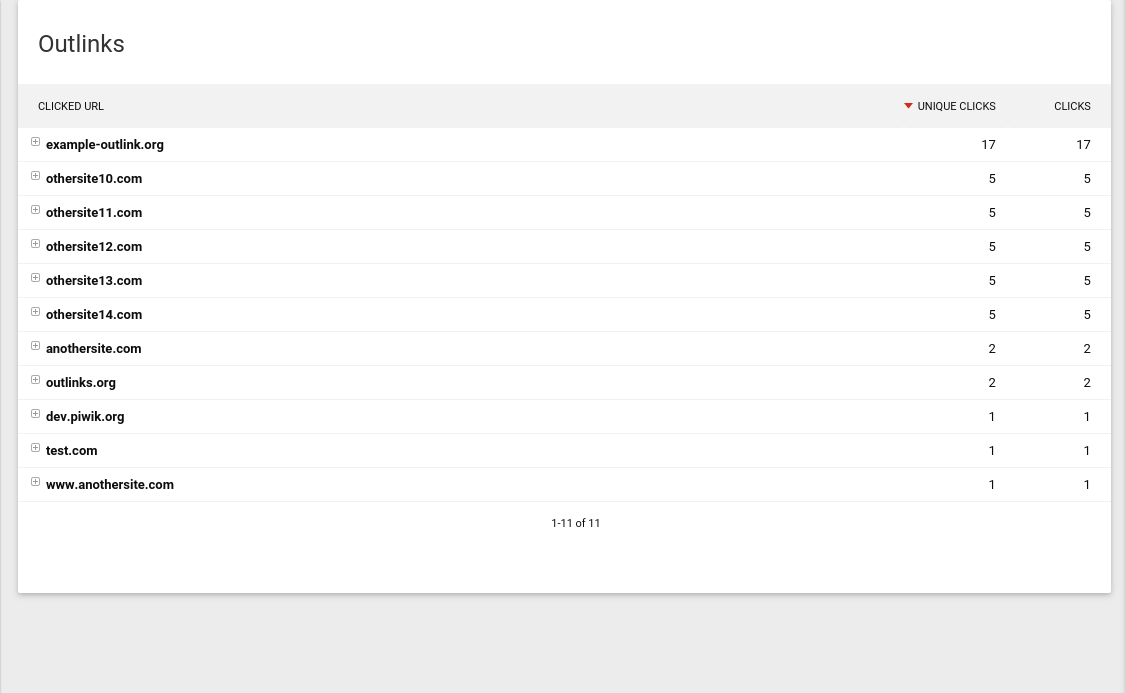 Outlinks
CLICKED URL UNIQUE CLICKS CLICKS
example-outlink.org 17 17
othersite10.com 5 5
othersite11.com 5 5
othersite12.com 5 5
othersite13.com 5 5
othersite14.com 5 5
anothersite.com 2 2
outlinks.org 2 2
dev.piwik.org 1 1
test.com 1 1
www.anothersite.com 1 1
1-11 of 11